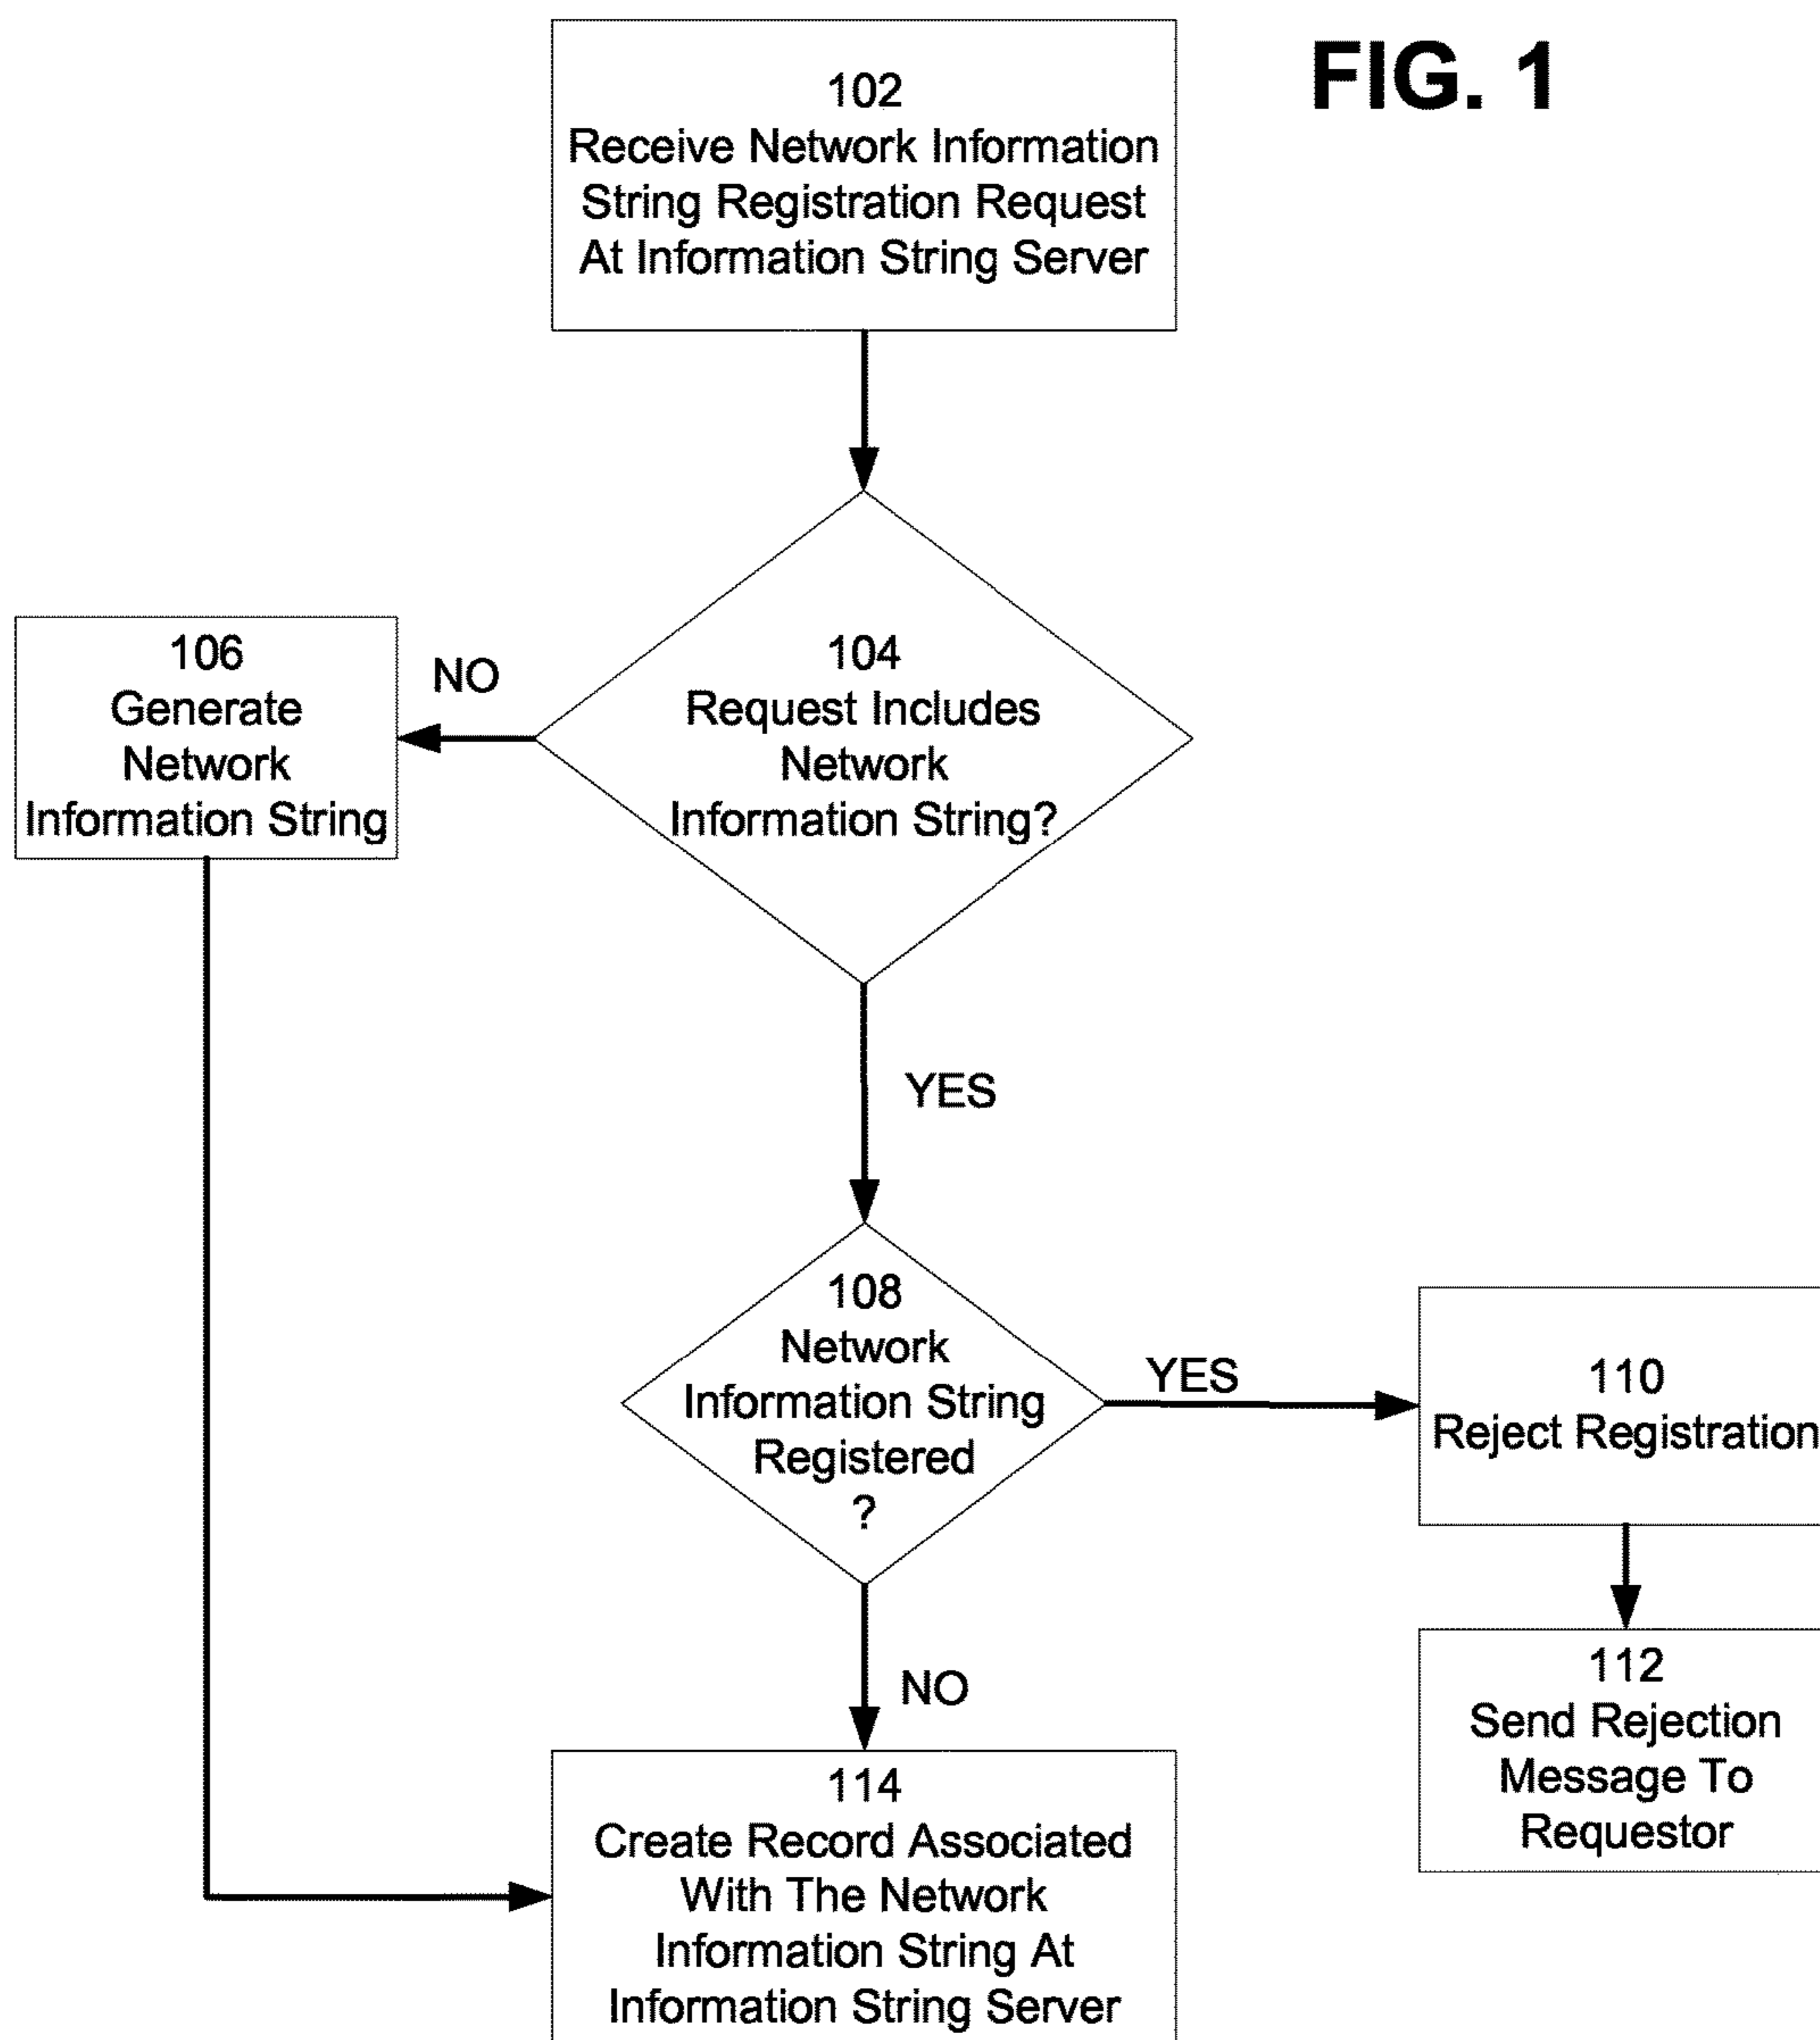 FIG. 1
102
Receive Network Information
String Registration Request
At Information String Server
104
Request Includes
Network
Information String?
NO
106
Generate
Network
Information String
YES
108
Network
Information String
Registered
?
YES
110
Reject Registration
112
Send Rejection
Message To
Requestor
NO
114
Create Record Associated
With The Network
Information String At
Information String Server